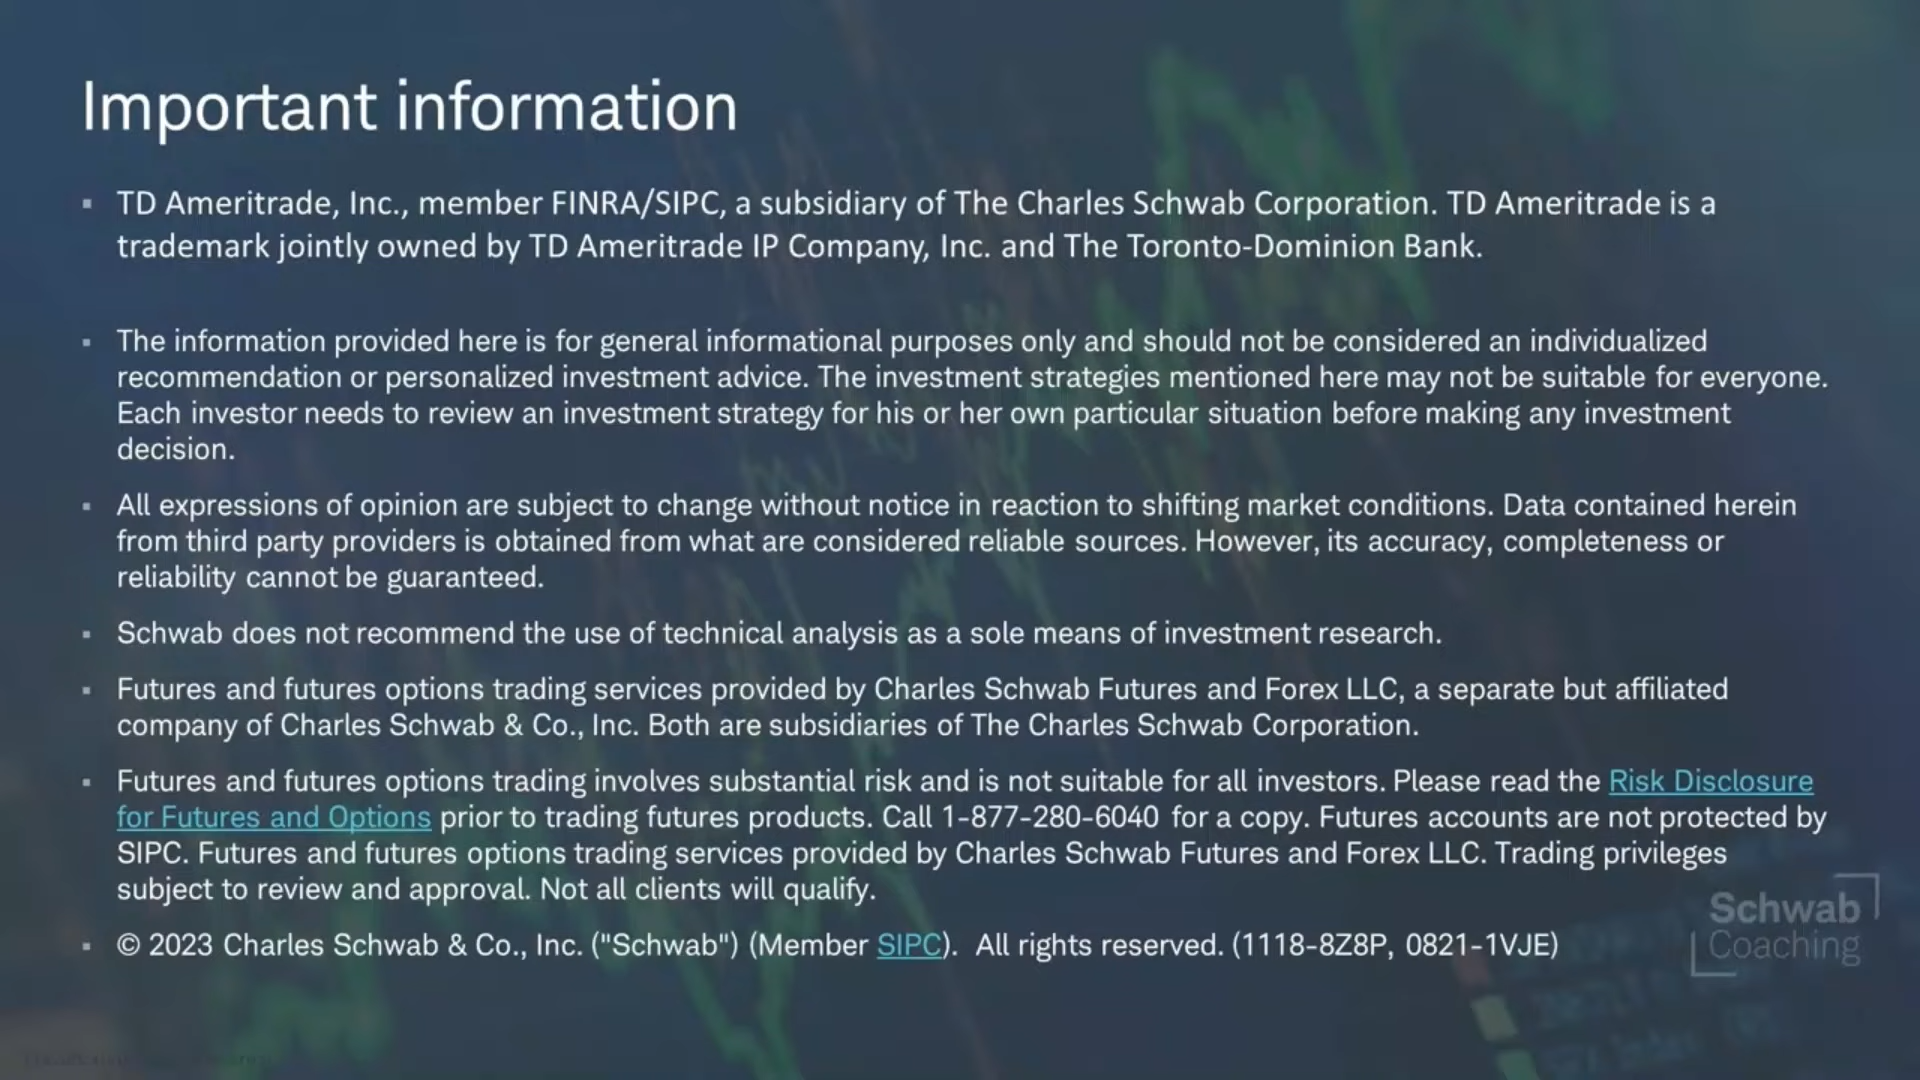 Important information
▪ TD Ameritrade, Inc., member FINRA/SIPC, a subsidiary of The Charles Schwab Corporation. TD Ameritrade is a
trademark jointly owned by TD Ameritrade IP Company, Inc. and The Toronto-Dominion Bank.
▪ The information provided here is for general informational purposes only and should not be considered an individualized
recommendation or personalized investment advice. The investment strategies mentioned here may not be suitable for everyone.
Each investor needs to review an investment strategy for his or her own particular situation before making any investment
decision.
▪ All expressions of opinion are subject to change without notice in reaction to shifting market conditions. Data contained herein
from third party providers is obtained from what are considered reliable sources. However, its accuracy, completeness or
reliability cannot be guaranteed.
▪ Schwab does not recommend the use of technical analysis as a sole means of investment research.
▪ Futures and futures options trading services provided by Charles Schwab Futures and Forex LLC, a separate but affiliated
company of Charles Schwab & Co., Inc. Both are subsidiaries of The Charles Schwab Corporation.
▪ Futures and futures options trading involves substantial risk and is not suitable for all investors. Please read the Risk Disclosure
for Futures and Options prior to trading futures products. Call 1-877-280-6040 for a copy. Futures accounts are not protected by
SIPC. Futures and futures options trading services provided by Charles Schwab Futures and Forex LLC. Trading privileges
subject to review and approval. Not all clients will qualify.
▪ © 2023 Charles Schwab & Co., Inc. ("Schwab") (Member SIPC). All rights reserved. (1118-8Z8P, 0821-1VJE)
Schwab
Coaching